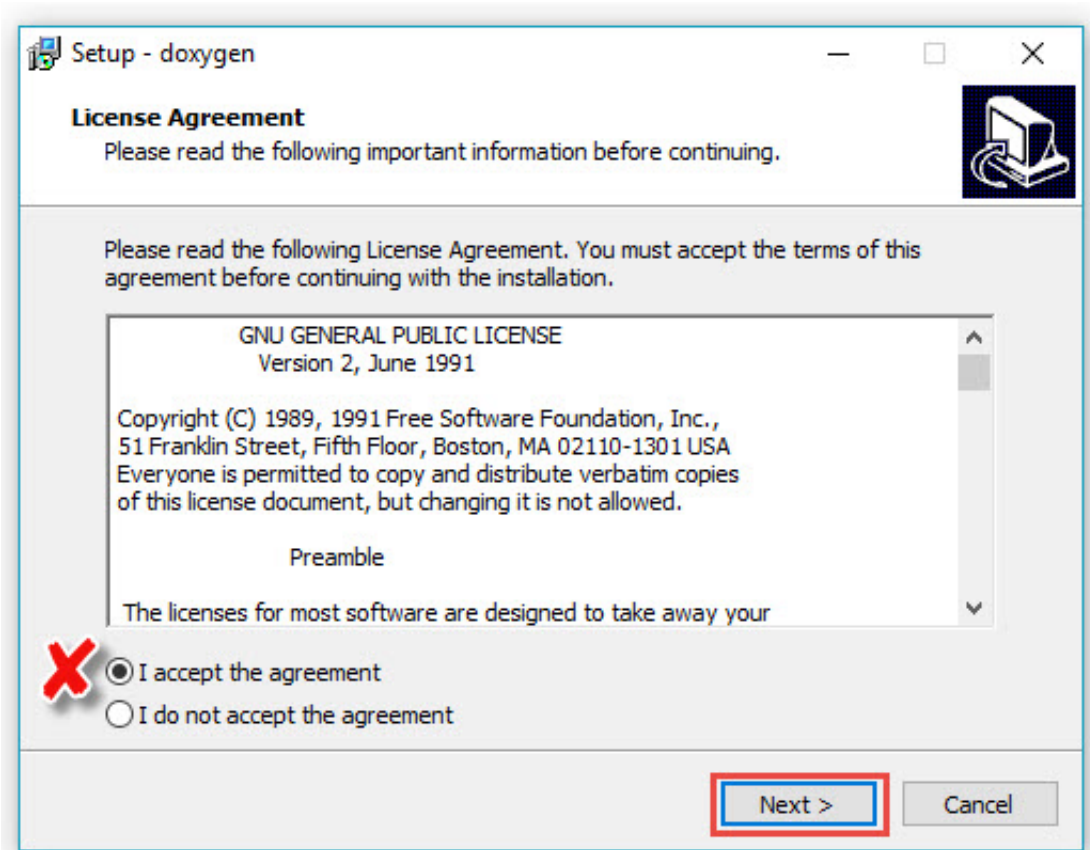 Setup - doxygen
License Agreement
Please read the following important information before continuing.
Please read the following License Agreement. You must accept the terms of this
agreement before continuing with the installation.
GNU GENERAL PUBLIC LICENSE
Version 2, June 1991
Copyright (C) 1989, 1991 Free Software Foundation, Inc.,
51 Franklin Street, Fifth Floor, Boston, MA 02110-1301 USA
Everyone is permitted to copy and distribute verbatim copies
of this license document, but changing it is not allowed.
Preamble
The licenses for most software are designed to take away your
I accept the agreement
I do not accept the agreement
Next >
Cancel